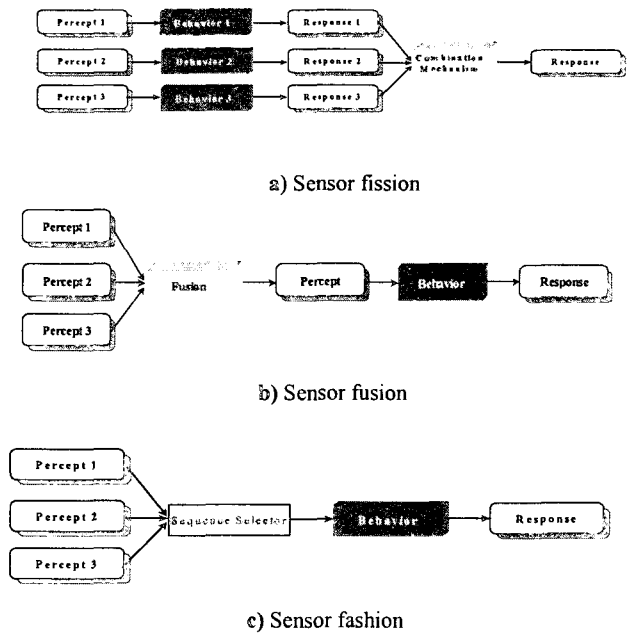 Percept 1
Behavior 1
Response 1
Percept 2
Behavior 2
Response 2
Combination
Mechanism
Response
Percept 3
Behavior 3
Response 3
a) Sensor fission
Percept 1
Percept 2
Fusion
Percept
Behavior
Response
Percept 3
b) Sensor fusion
Percept 1
Percept 2
Sequence Selector
Behavior
Response
Percept 3
c) Sensor fashion